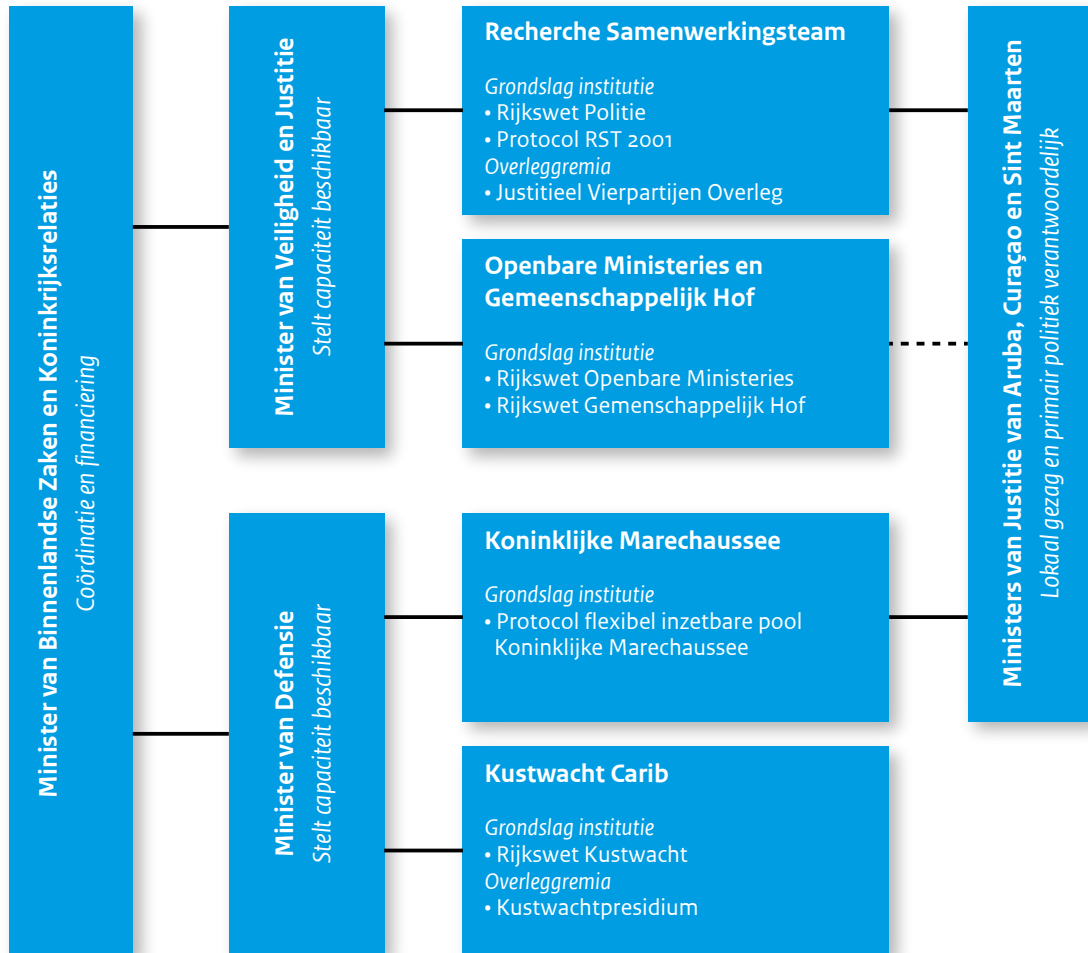 Minister van Binnenlandse Zaken en Koninkrijksrelaties
Coördinatie en financiering
Minister van Veiligheid en Justitie
Stelt capaciteit beschikbaar
Recherche Samenwerkingsteam
Grondslag institutie
• Rijkswet Politie
• Protocol RST 2001
Overleggremia
• Justitieel Vierpartijen Overleg
Openbare Ministeries en
Gemeenschappelijk Hof
Grondslag institutie
• Rijkswet Openbare Ministeries
• Rijkswet Gemenschappelijk Hof
Minister van Defensie
Stelt capaciteit beschikbaar
Koninklijke Marechaussee
Grondslag institutie
• Protocol flexibel inzetbare pool
Koninklijke Marechaussee
Kustwacht Carib
Grondslag institutie
• Rijkswet Kustwacht
Overleggremia
• Kustwachtpresidium
Ministers van Justitie van Aruba, Curaçao en Sint Maarten
Lokaal gezag en primair politiek verantwoordelijk